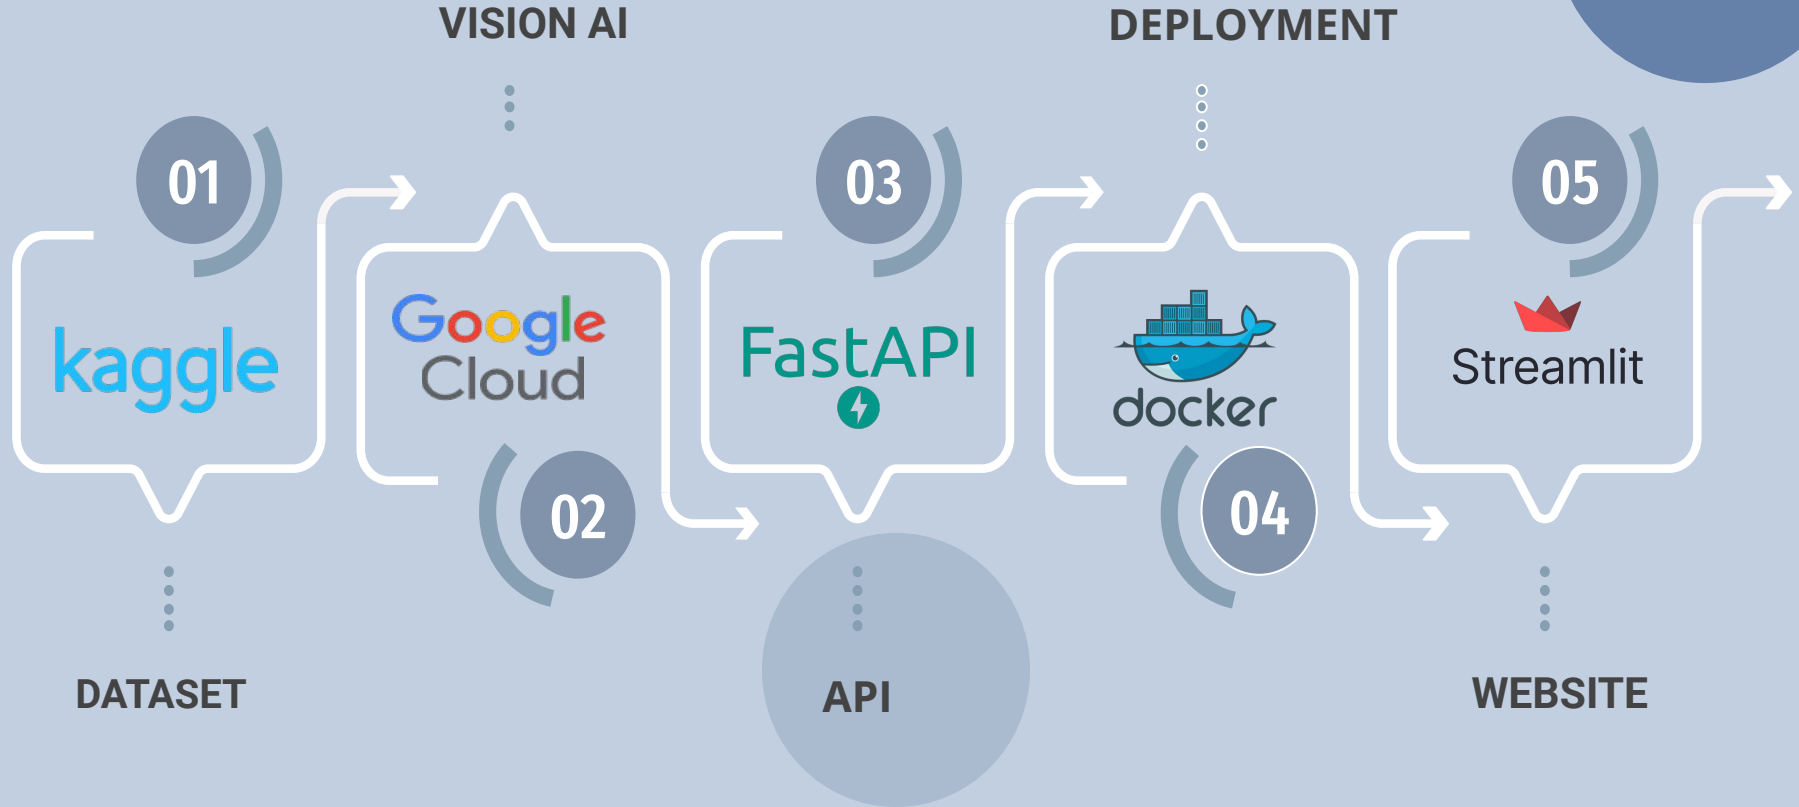 VISION AI
DEPLOYMENT
01
03
05
kaggle
Google
Cloud
FastAPI
docker
Streamlit
02
04
DATASET
API
WEBSITE